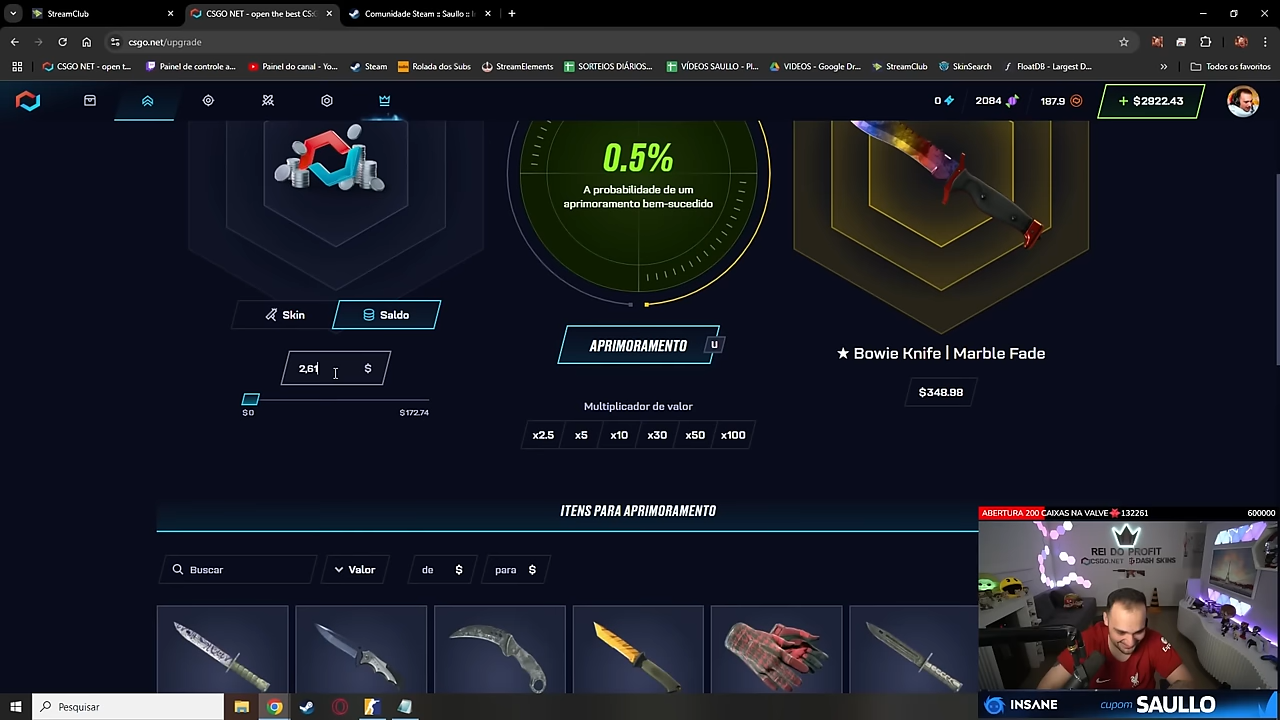 StreamClub
CSGO NET - open the best CS:
Comunidade Steam :: Saullo ::
csgo.net/upgrade
CSGO NET - open t...
Painel de controle a...
Painel do canal - Yo...
Steam
Rolada dos Subs
StreamElements
SORTEIOS DIÁRIOS...
VÍDEOS SAULLO - PI...
VIDEOS - Google Dr...
StreamClub
SkinSearch
FloatDB - Largest D...
Todos os favoritos
0
2084
187.9
+ $2922.43
0.5%
A probabilidade de um
aprimoramento bem-sucedido
Skin
Saldo
2,61 $
$0
$172.74
APRIMORAMENTO
U
★ Bowie Knife | Marble Fade
$348.98
Multiplicador de valor
x2.5
x5
x10
x30
x50
x100
ITENS PARA APRIMORAMENTO
Buscar
Valor
de $
para $
ABERTURA 200 CAIXAS NA VALVE 132261
600000
REI DO PROFIT
CSGO.NET DASH SKINS
INSANE
cupom SAULLO
Pesquisar